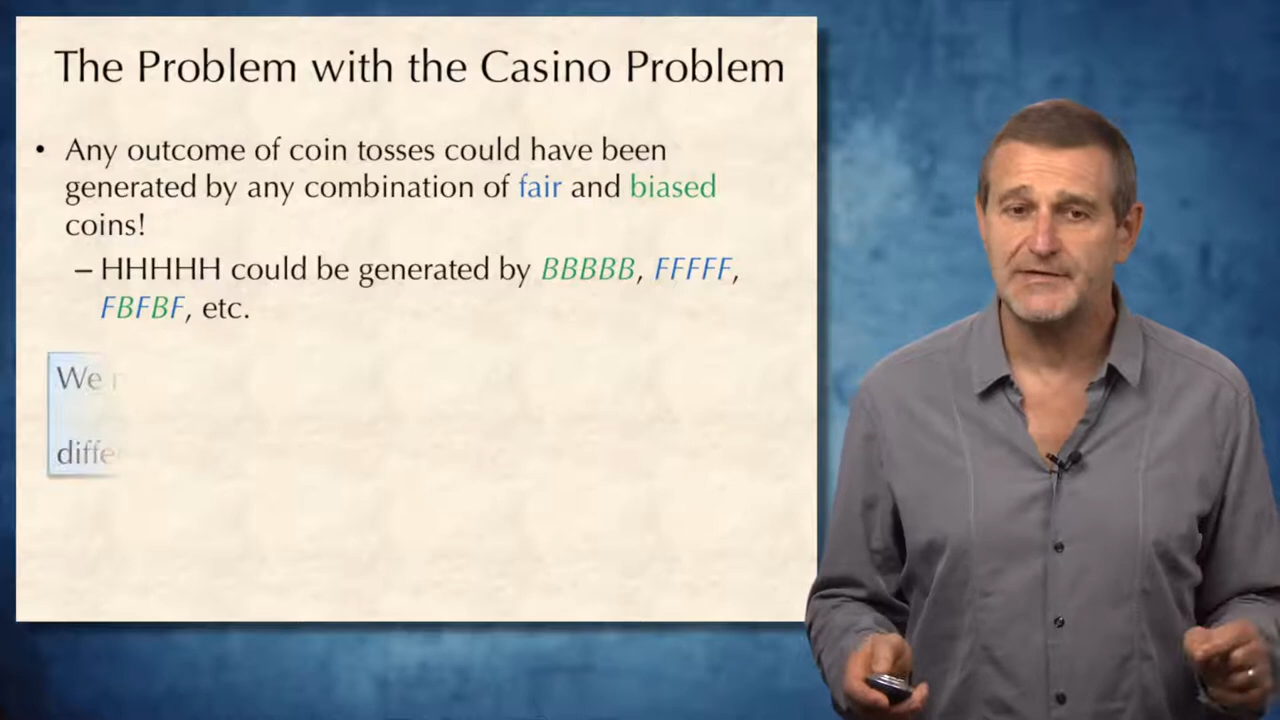 The Problem with the Casino Problem
• Any outcome of coin tosses could have been
generated by any combination of fair and biased
coins!
– HHHHH could be generated by BBBBB, FFFFF,
FBFBF, etc.
We